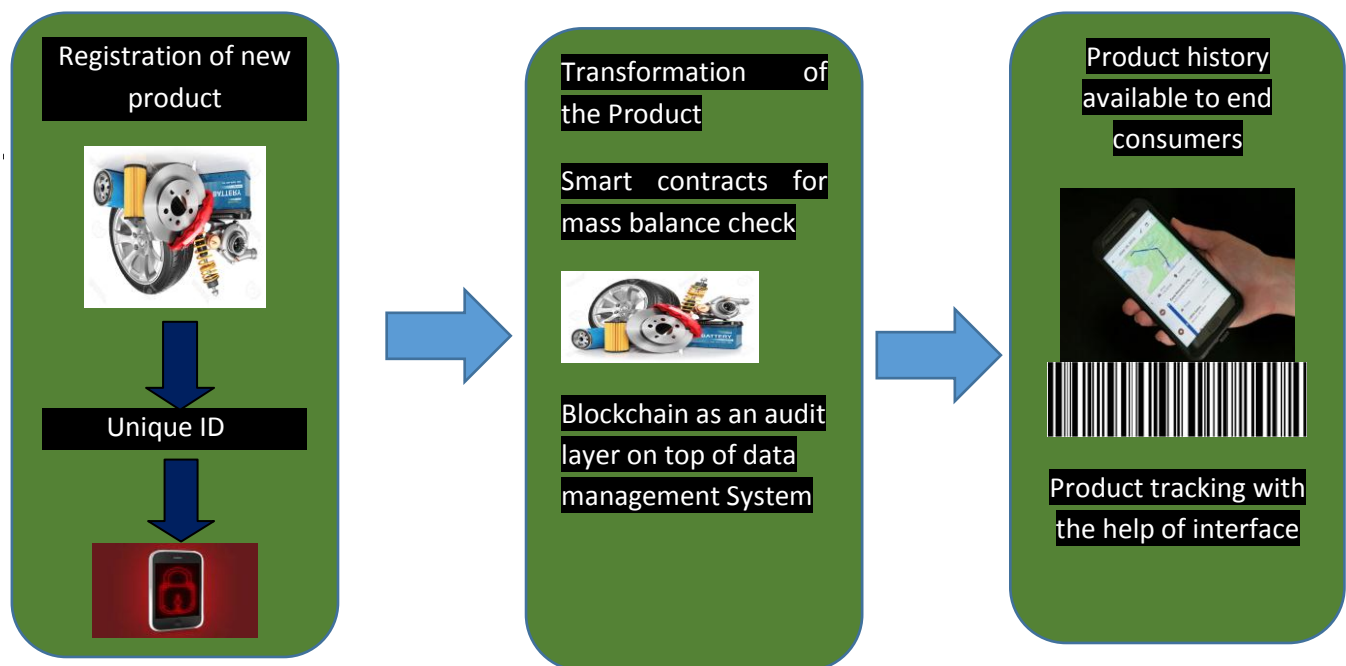 Registration of new
product
Unique ID
Transformation of
the Product
Smart contracts for
mass balance check
BATTERY
Blockchain as an audit
layer on top of data
management System
Product history
available to end
consumers
Product tracking with
the help of interface